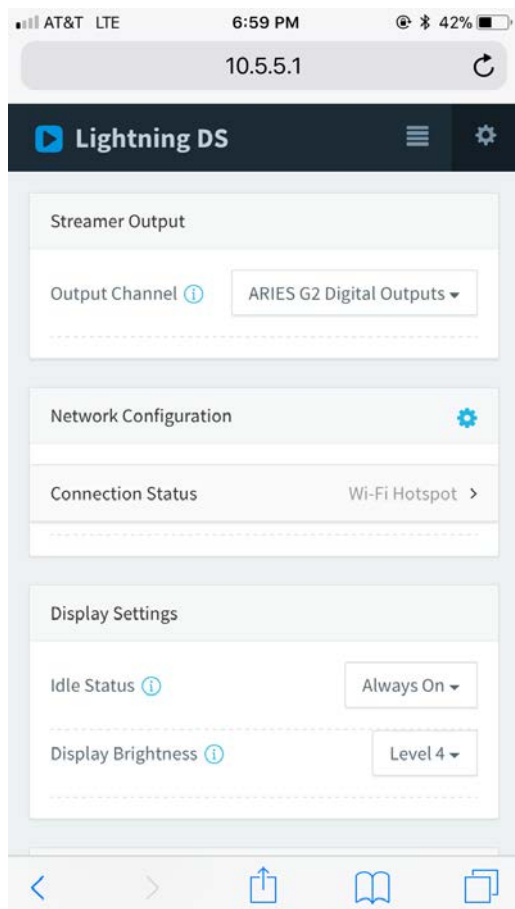 AT&T LTE 6:59 PM 42%
10.5.5.1
Lightning DS
Streamer Output
Output Channel ARIES G2 Digital Outputs
Network Configuration
Connection Status Wi-Fi Hotspot
Display Settings
Idle Status Always On
Display Brightness Level 4